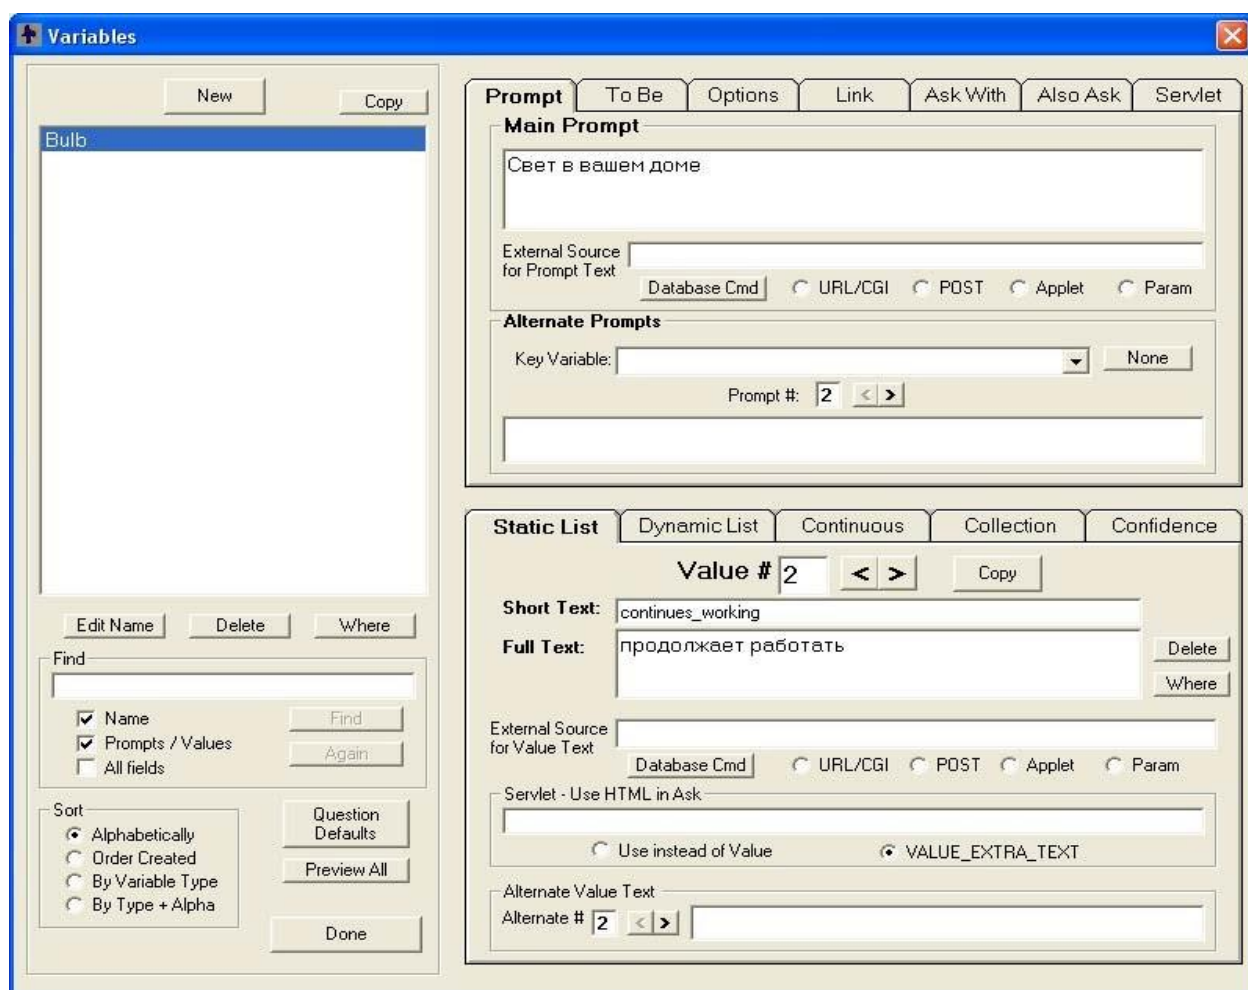 Variables
New
Copy
Bulb
Edit Name
Delete
Where
Find
Name
Prompts / Values
All fields
Find
Again
Sort
Alphabetically
Order Created
By Variable Type
By Type + Alpha
Question
Defaults
Preview All
Done
Prompt
To Be
Options
Link
Ask With
Also Ask
Servlet
Main Prompt
Свет в вашем доме
External Source
for Prompt Text
Database Cmd
URL/CGI
POST
Applet
Param
Alternate Prompts
Key Variable:
None
Prompt #: 2 < >
Static List
Dynamic List
Continuous
Collection
Confidence
Value # 2 < >
Copy
Short Text: continues_working
Full Text: продолжает работать
Delete
Where
External Source
for Value Text
Database Cmd
URL/CGI
POST
Applet
Param
Servlet - Use HTML in Ask
Use instead of Value
VALUE_EXTRA_TEXT
Alternate Value Text
Alternate # 2 < >